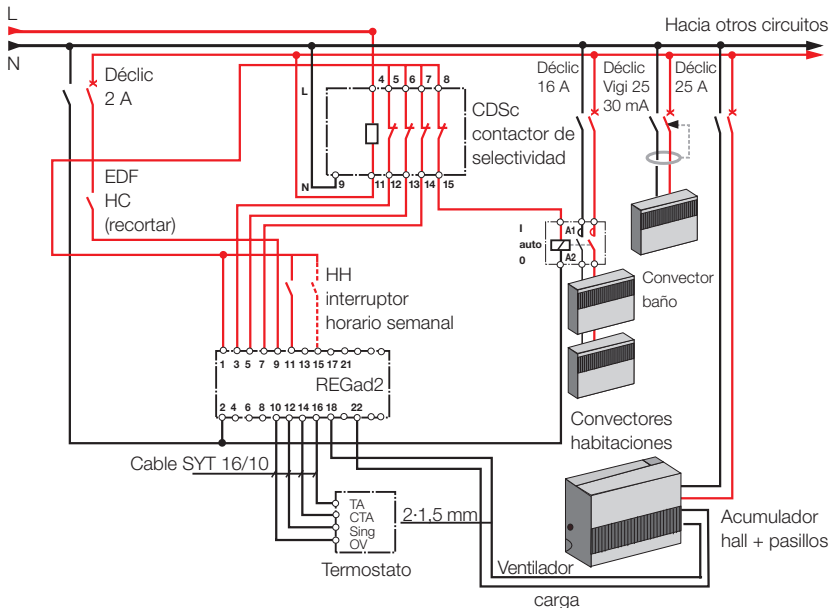 L
N
Hacia otros circuitos
Déclic
2 A
4 5 6 7 8
L
N
9
11 12 13 14 15
CDSc
contactor de
selectividad
Déclic
16 A
Déclic
Vigi 25
30 mA
Déclic
25 A
EDF
HC
(recortar)
I
auto
0
A1
A2
Convector
baño
HH
interruptor
horario semanal
1 3 5 7 9 11 13 15 17 21
REGad2
2 4 6 8 10 12 14 16 18 22
Convectores
habitaciones
Cable SYT 16/10
TA
CTA
Sing
OV
Termostato
2·1,5 mm
Ventilador
carga
Acumulador
hall + pasillos